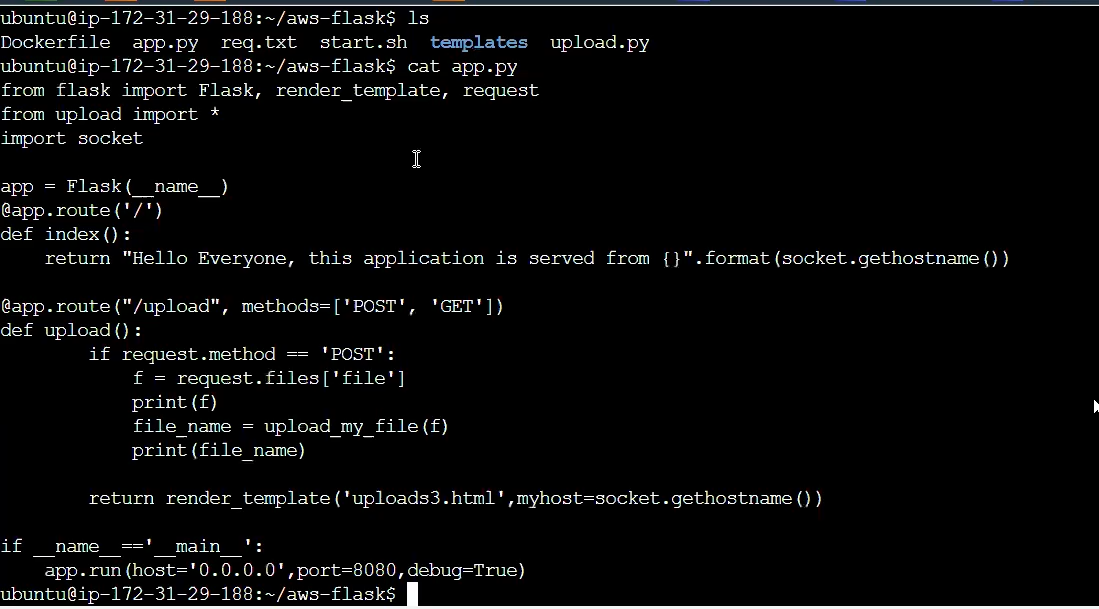 ubuntu@ip-172-31-29-188:~/aws-flask$ ls
Dockerfile  app.py  req.txt  start.sh  templates  upload.py
ubuntu@ip-172-31-29-188:~/aws-flask$ cat app.py
from flask import Flask, render_template, request
from upload import *
import socket

app = Flask(__name__)
@app.route('/')
def index():
    return "Hello Everyone, this application is served from {}".format(socket.gethostname())

@app.route("/upload", methods=['POST', 'GET'])
def upload():
        if request.method == 'POST':
            f = request.files['file']
            print(f)
            file_name = upload_my_file(f)
            print(file_name)

        return render_template('uploads3.html',myhost=socket.gethostname())

if __name__=='__main__':
    app.run(host='0.0.0.0',port=8080,debug=True)
ubuntu@ip-172-31-29-188:~/aws-flask$